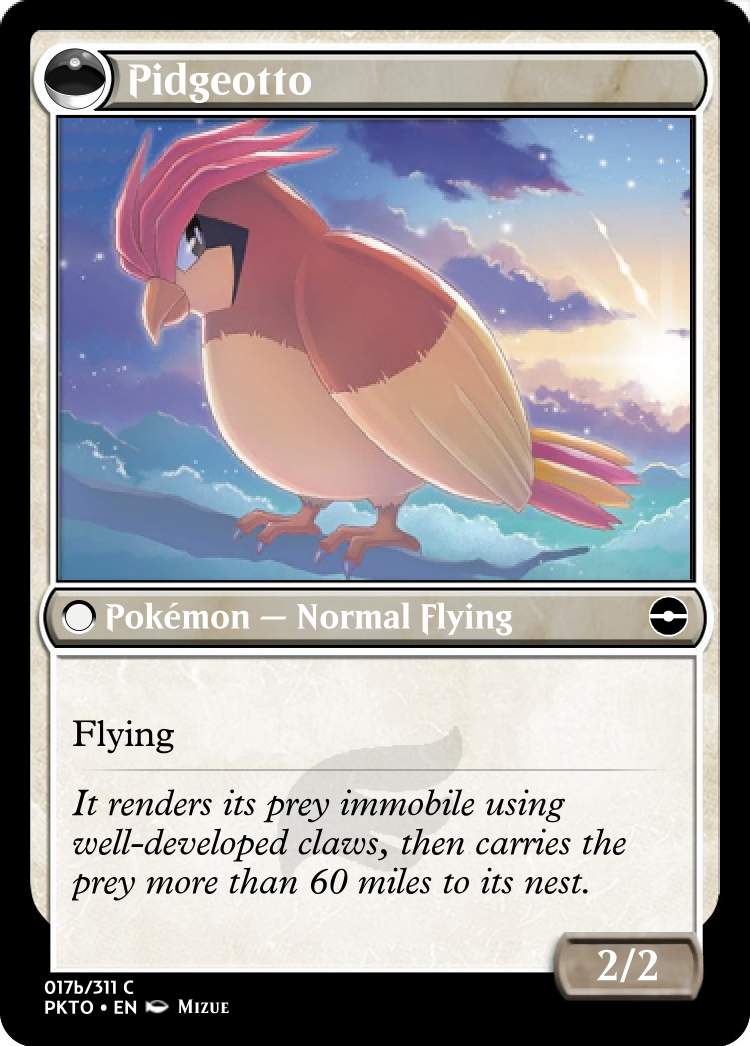 Pidgeotto
Pokémon — Normal Flying
Flying
It renders its prey immobile using
well-developed claws, then carries the
prey more than 60 miles to its nest.
2/2
017b/311 C
PKTO • EN Mizue